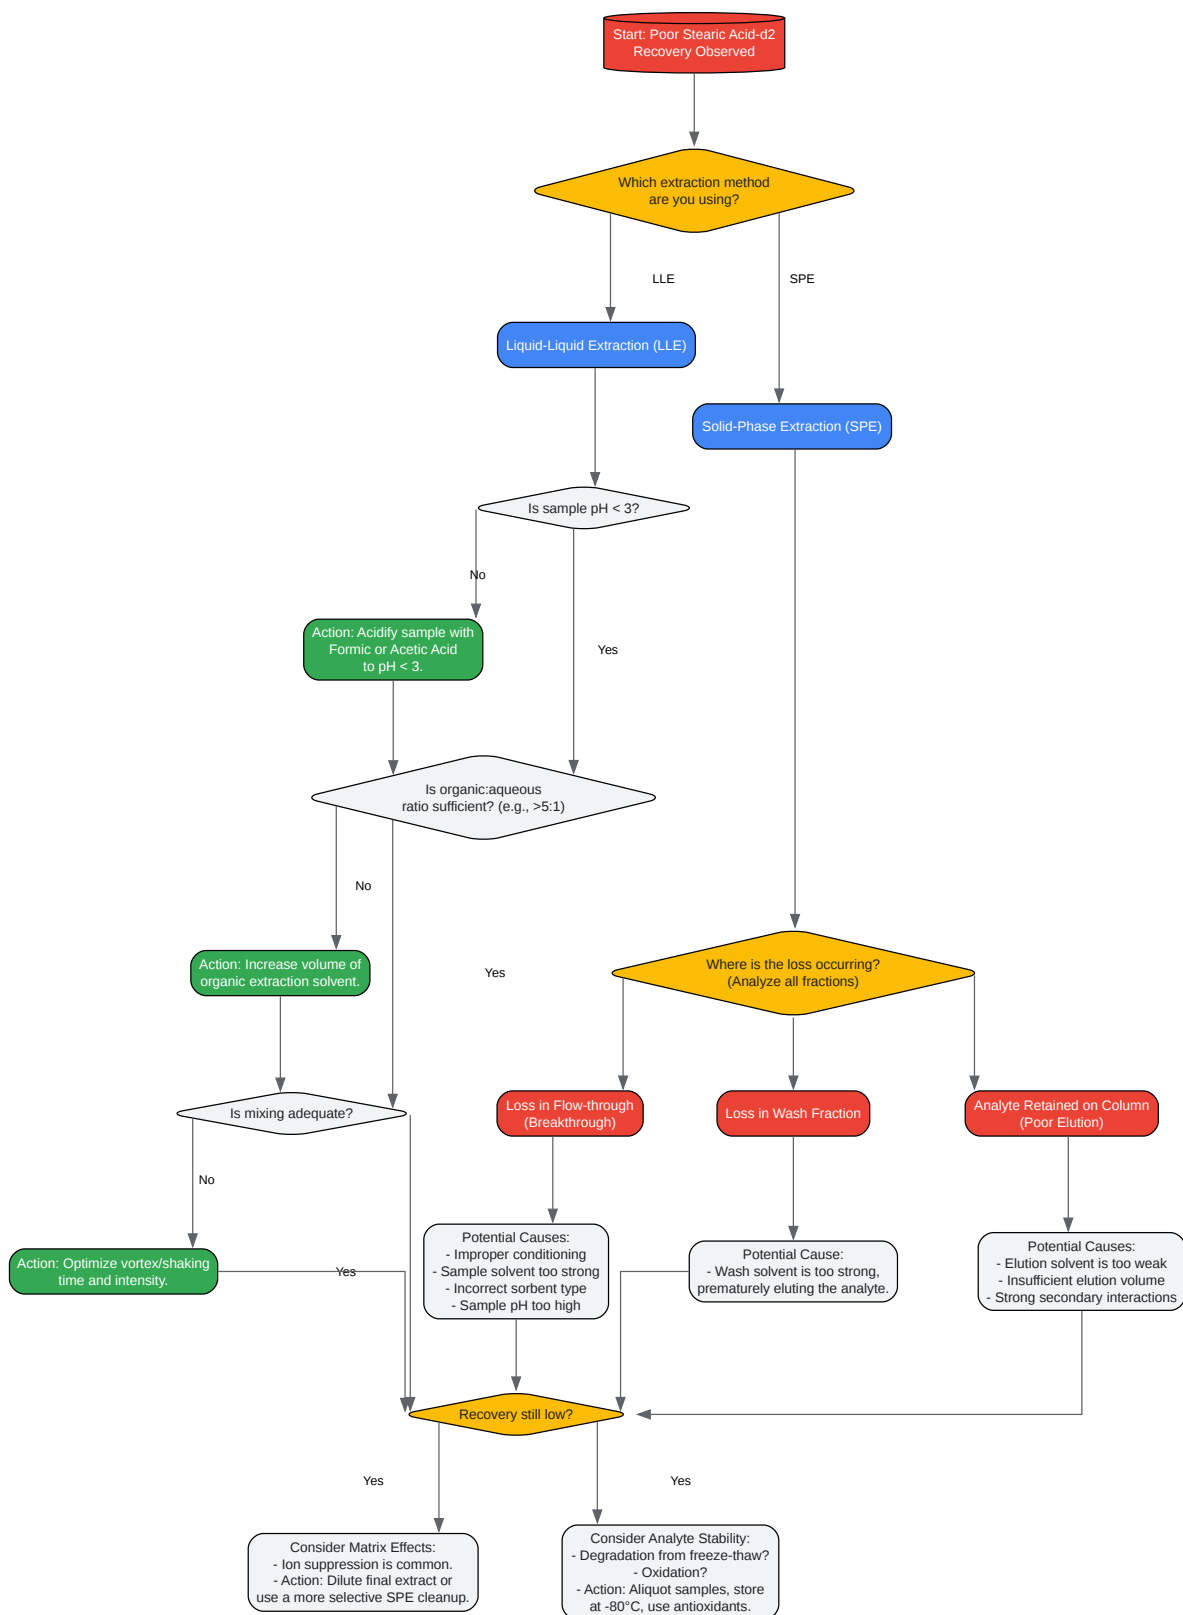 Start: Poor Stearic Acid-d2
Recovery Observed
Which extraction method
are you using?
LLE
SPE
Liquid-Liquid Extraction (LLE)
Solid-Phase Extraction (SPE)
Is sample pH < 3?
No
Action: Acidify sample with
Formic or Acetic Acid
to pH < 3.
Yes
Is organic:aqueous
ratio sufficient? (e.g., >5:1)
No
Action: Increase volume of
organic extraction solvent.
Yes
Where is the loss occurring?
(Analyze all fractions)
Is mixing adequate?
Loss in Flow-through
(Breakthrough)
Loss in Wash Fraction
Analyte Retained on Column
(Poor Elution)
No
Action: Optimize vortex/shaking
time and intensity.
Yes
Potential Causes:
- Improper conditioning
- Sample solvent too strong
- Incorrect sorbent type
- Sample pH too high
Potential Cause:
- Wash solvent is too strong,
prematurely eluting the analyte.
Potential Causes:
- Elution solvent is too weak
- Insufficient elution volume
- Strong secondary interactions
Recovery still low?
Yes
Yes
Consider Matrix Effects:
- Ion suppression is common.
- Action: Dilute final extract or
use a more selective SPE cleanup.
Consider Analyte Stability:
- Degradation from freeze-thaw?
- Oxidation?
- Action: Aliquot samples, store
at -80°C, use antioxidants.